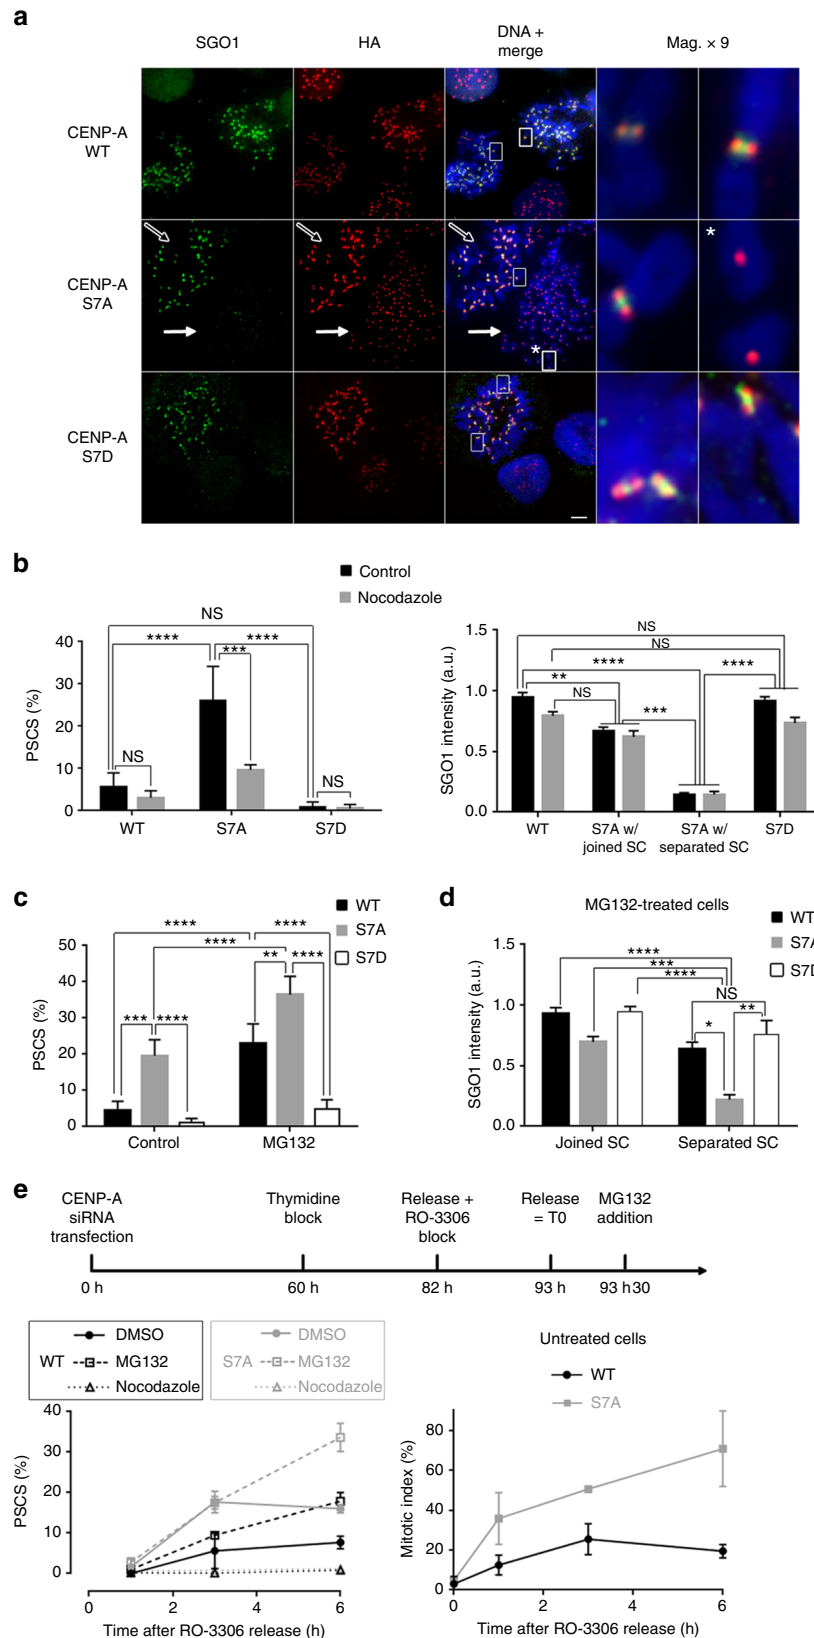 a
SGO1 HA DNA + merge Mag. × 9
CENP-A WT
CENP-A S7A
*
*
CENP-A S7D
b
Control
Nocodazole
NS
**** ****
***
NS NS
PSCS (%)
40
30
20
10
0
WT S7A S7D
NS
NS
**** ****
**
NS
***
SGO1 intensity (a.u.)
1.5
1.0
0.5
0.0
WT S7A w/ joined SC S7A w/ separated SC S7D
c
WT
S7A
S7D
**** ****
****
** ****
*** ****
PSCS (%)
50
40
30
20
10
0
Control MG132
d
MG132-treated cells
WT
S7A
S7D
****
***
****
NS
**
*
SGO1 intensity (a.u.)
1.5
1.0
0.5
0.0
Joined SC Separated SC
e
CENP-A siRNA transfection
Thymidine block
Release + RO-3306 block
Release = T0
MG132 addition
0 h 60 h 82 h 93 h 93 h30
WT
DMSO
MG132
Nocodazole
S7A
DMSO
MG132
Nocodazole
PSCS (%)
40
30
20
10
0
0 2 4 6
Time after RO-3306 release (h)
Untreated cells
WT
S7A
Mitotic index (%)
80
60
40
20
0
0 2 4 6
Time after RO-3306 release (h)